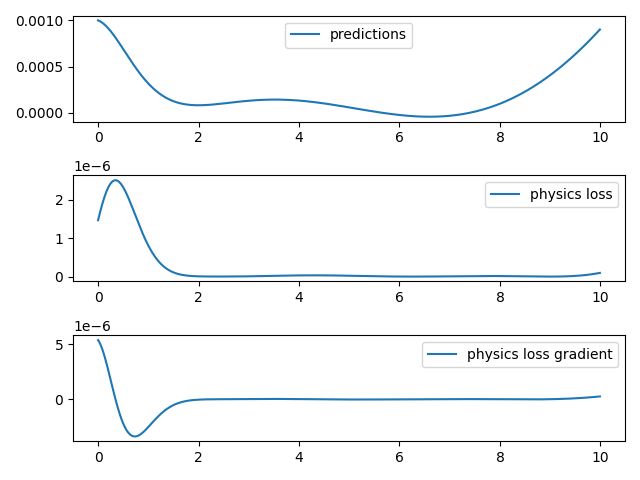 predictions
0.0010
0.0005
0.0000
0 2 4 6 8 10
1e−6
physics loss
2
1
0
0 2 4 6 8 10
1e−6
physics loss gradient
5
0
0 2 4 6 8 10